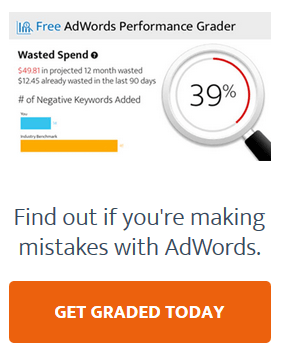 Free AdWords Performance Grader
Wasted Spend ?
$49.81 in projected 12 month wasted
$12.45 already wasted in the last 90 days
39%
# of Negative Keywords Added
You
Industry Benchmark
Find out if you're making
mistakes with AdWords.
GET GRADED TODAY